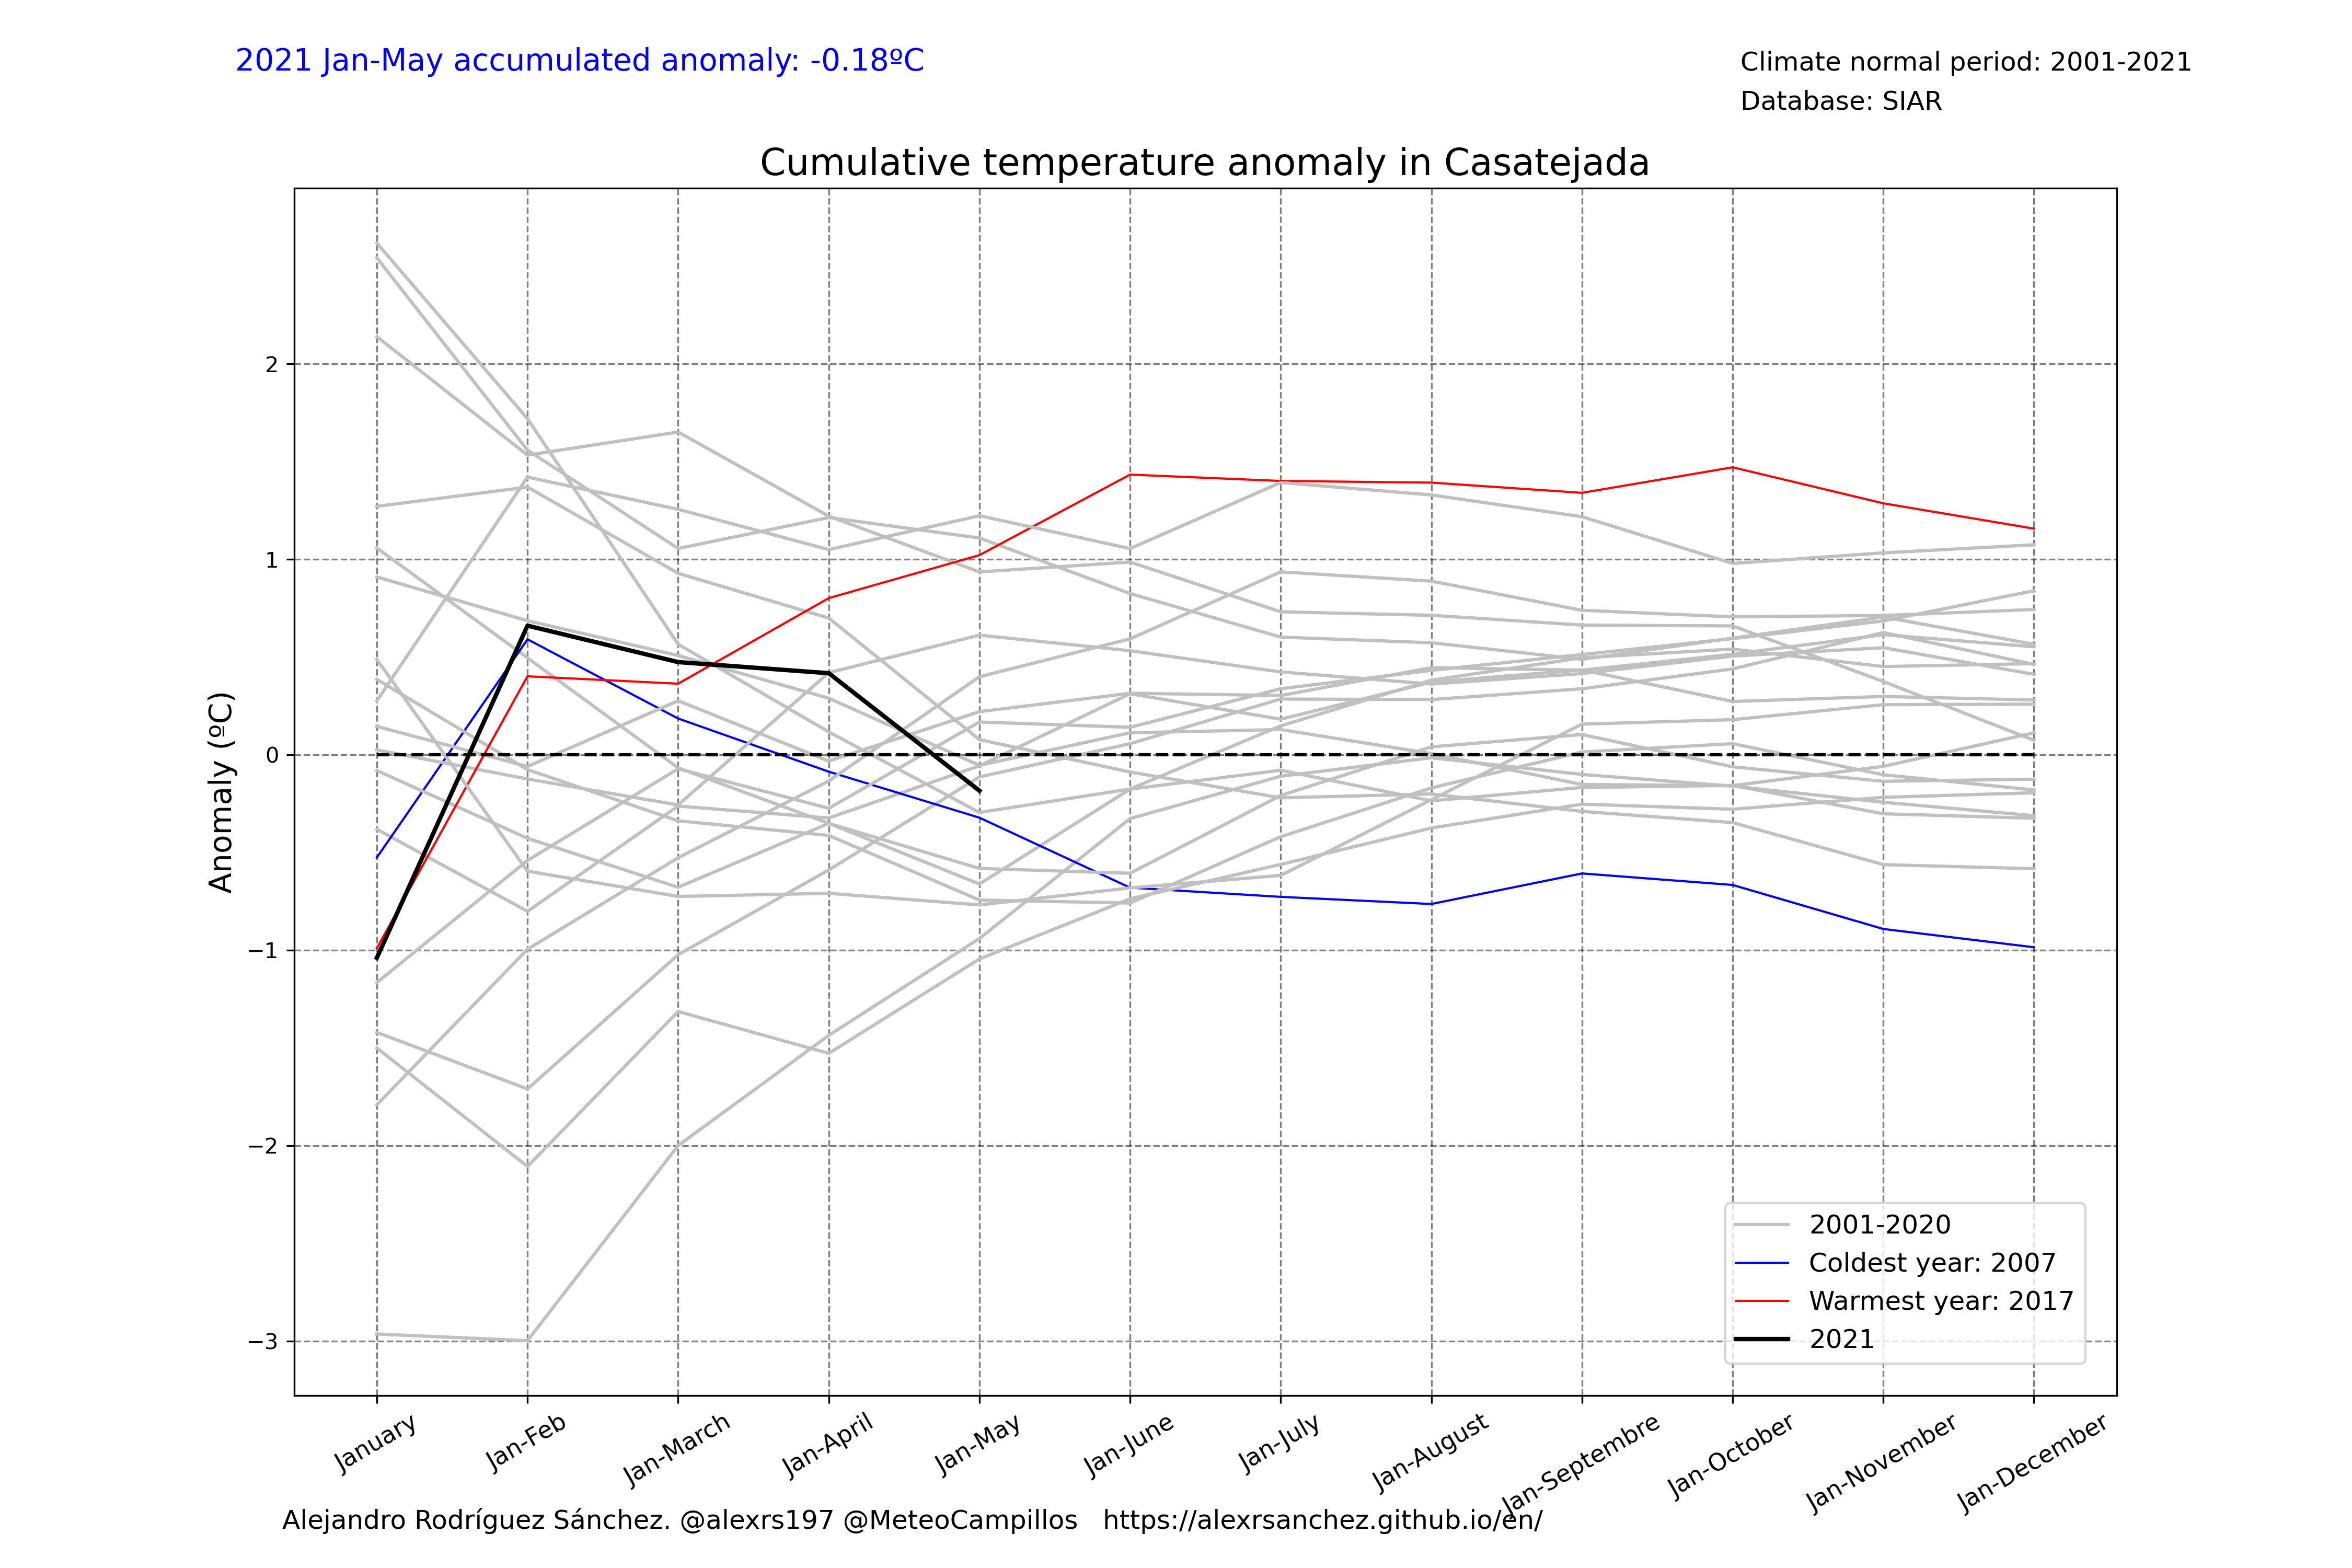 2021 Jan-May accumulated anomaly: -0.18ºC
Climate normal period: 2001-2021
Database: SIAR
Cumulative temperature anomaly in Casatejada
Anomaly (ºC)
2
1
0
−1
−2
−3
2001-2020
Coldest year: 2007
Warmest year: 2017
2021
January
Jan-Feb
Jan-March
Jan-April
Jan-May
Jan-June
Jan-July
Jan-August
Jan-Septembre
Jan-October
Jan-November
Jan-December
Alejandro Rodríguez Sánchez. @alexrs197 @MeteoCampillos   https://alexrsanchez.github.io/en/